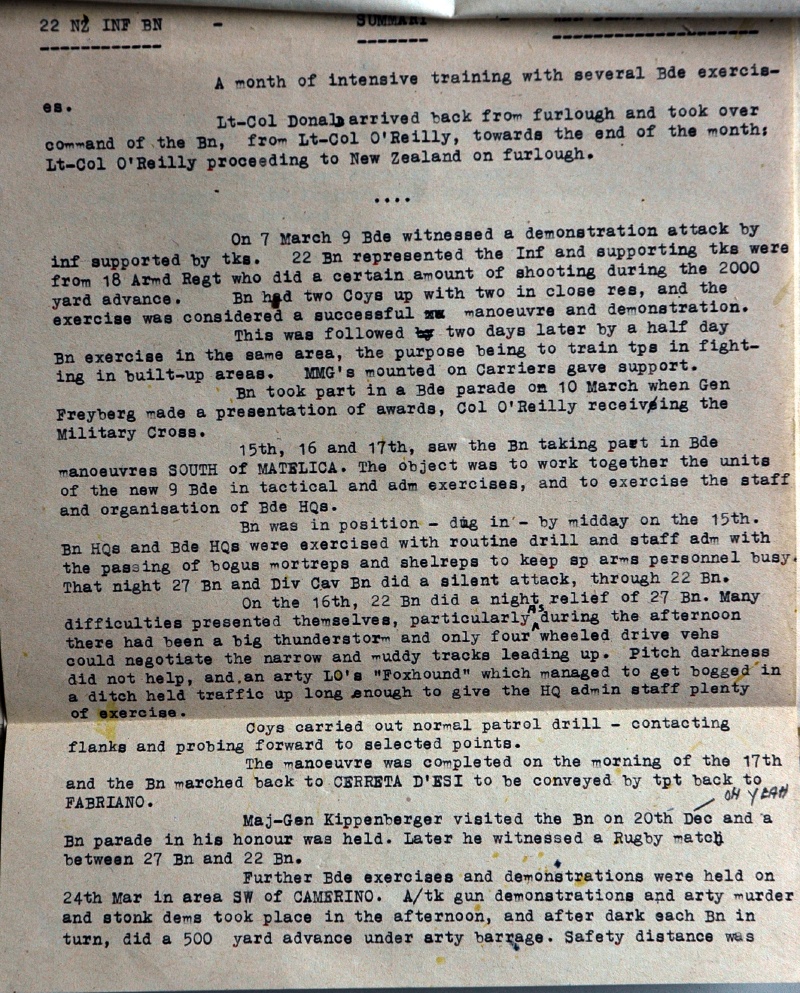 22 NZ INF BN - SUMMARY
A month of intensive training with several Bde exercis-
es.
Lt-Col Donald arrived back from furlough and took over
command of the Bn, from Lt-Col O'Reilly, towards the end of the month;
Lt-Col O'Reilly proceeding to New Zealand on furlough.
....
On 7 March 9 Bde witnessed a demonstration attack by
inf supported by tks. 22 Bn represented the Inf and supporting tks were
from 18 Armd Regt who did a certain amount of shooting during the 2000
yard advance. Bn had two Coys up with two in close res, and the
exercise was considered a successful manoeuvre and demonstration.
This was followed two days later by a half day
Bn exercise in the same area, the purpose being to train tps in fight-
ing in built-up areas. MMG's mounted on Carriers gave support.
Bn took part in a Bde parade on 10 March when Gen
Freyberg made a presentation of awards, Col O'Reilly receiving the
Military Cross.
15th, 16 and 17th, saw the Bn taking part in Bde
manoeuvres SOUTH of MATELICA. The object was to work together the units
of the new 9 Bde in tactical and adm exercises, and to exercise the staff
and organisation of Bde HQs.
Bn was in position - dug in - by midday on the 15th.
Bn HQs and Bde HQs were exercised with routine drill and staff adm with
the passing of bogus mortreps and shelreps to keep sp arms personnel busy.
That night 27 Bn and Div Cav Bn did a silent attack, through 22 Bn.
On the 16th, 22 Bn did a night relief of 27 Bn. Many
difficulties presented themselves, particularly AS during the afternoon
there had been a big thunderstorm and only four wheeled drive vehs
could negotiate the narrow and muddy tracks leading up. Pitch darkness
did not help, and an arty LO's "Foxhound" which managed to get bogged in
a ditch held traffic up long enough to give the HQ admin staff plenty
of exercise.
Coys carried out normal patrol drill - contacting
flanks and probing forward to selected points.
The manoeuvre was completed on the morning of the 17th
and the Bn marched back to CERRETA D'ESI to be conveyed by tpt back to
FABRIANO. OH YEAH
Maj-Gen Kippenberger visited the Bn on 20th Dec and a
Bn parade in his honour was held. Later he witnessed a Rugby match
between 27 Bn and 22 Bn.
Further Bde exercises and demonstrations were held on
24th Mar in area SW of CAMERINO. A/tk gun demonstrations and arty murder
and stonk dems took place in the afternoon, and after dark each Bn in
turn, did a 500 yard advance under arty barrage. Safety distance was